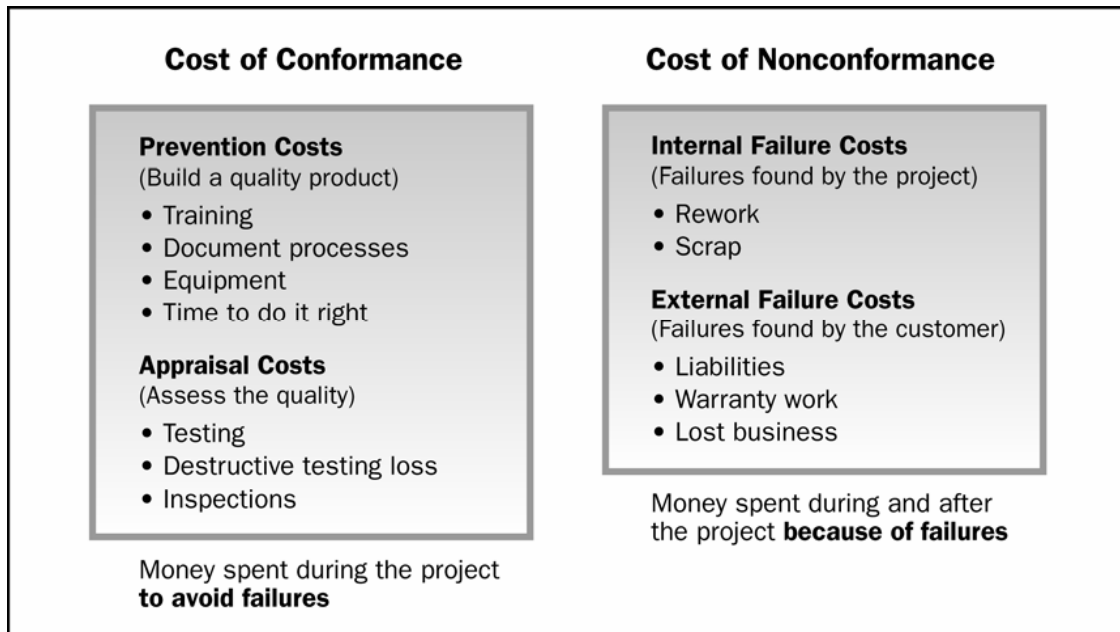 Cost of Conformance
Prevention Costs
(Build a quality product)
• Training
• Document processes
• Equipment
• Time to do it right
Appraisal Costs
(Assess the quality)
• Testing
• Destructive testing loss
• Inspections
Money spent during the project
to avoid failures
Cost of Nonconformance
Internal Failure Costs
(Failures found by the project)
• Rework
• Scrap
External Failure Costs
(Failures found by the customer)
• Liabilities
• Warranty work
• Lost business
Money spent during and after
the project because of failures